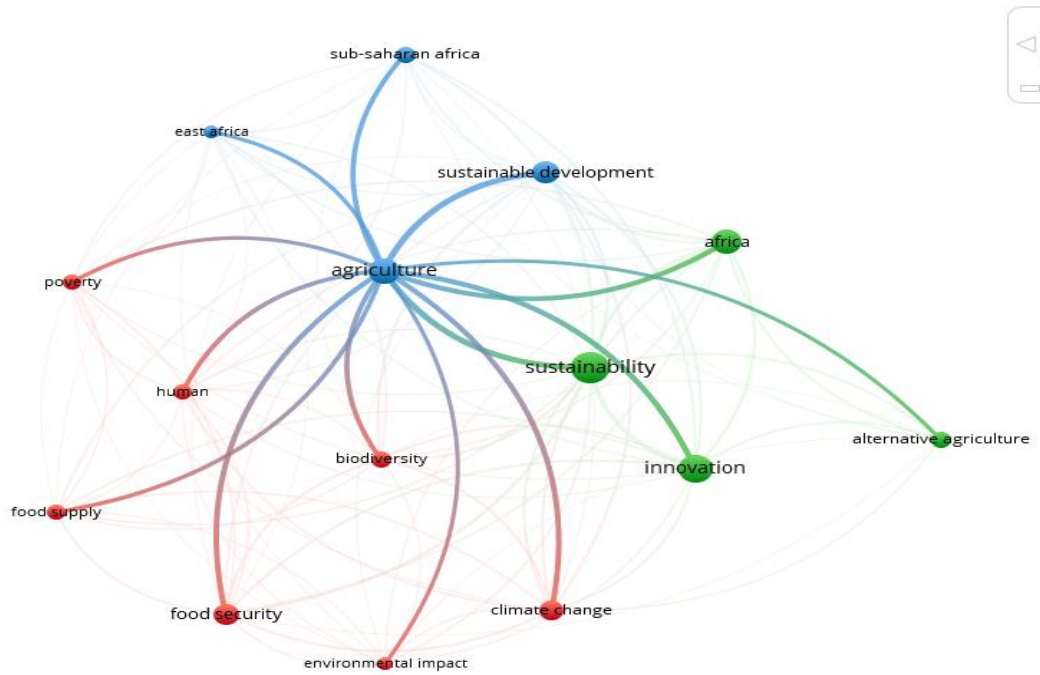 sub-saharan africa
east africa
sustainable development
africa
agriculture
poverty
sustainability
human
alternative agriculture
biodiversity
innovation
food supply
food security
climate change
environmental impact